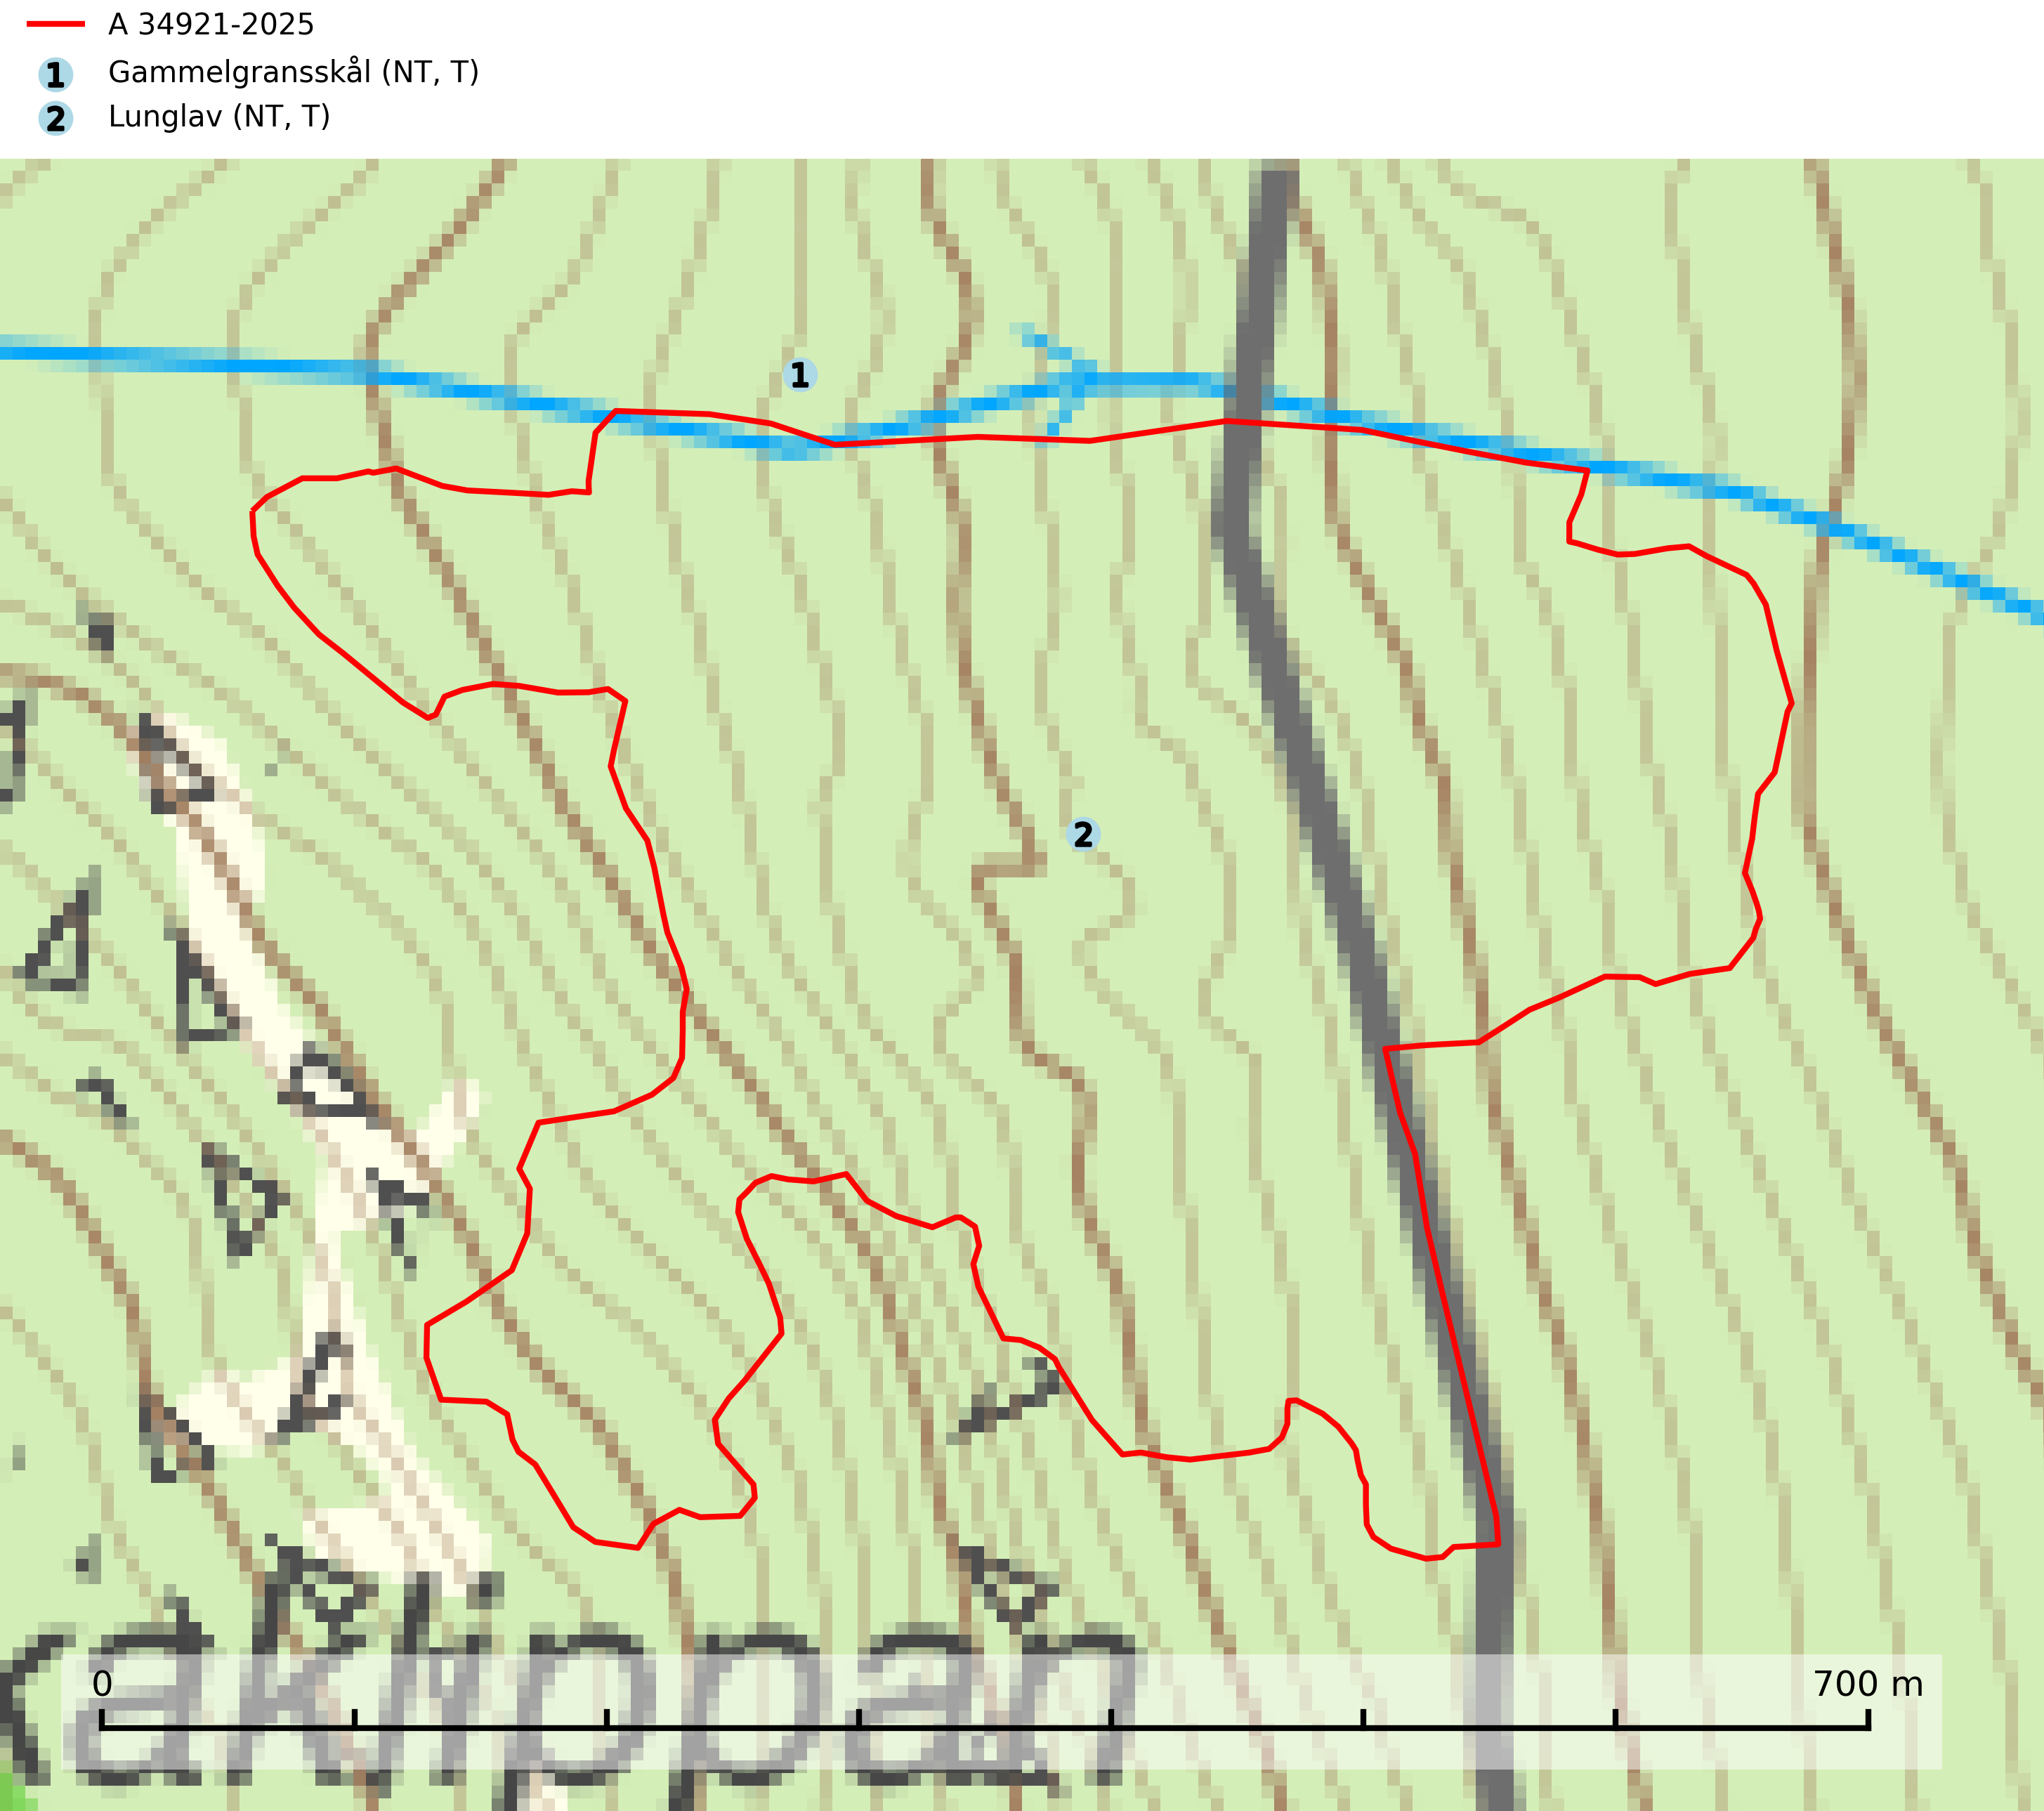 A 34921-2025
1 Gammelgransskål (NT, T)
2 Lunglav (NT, T)
1
2
0 700 m